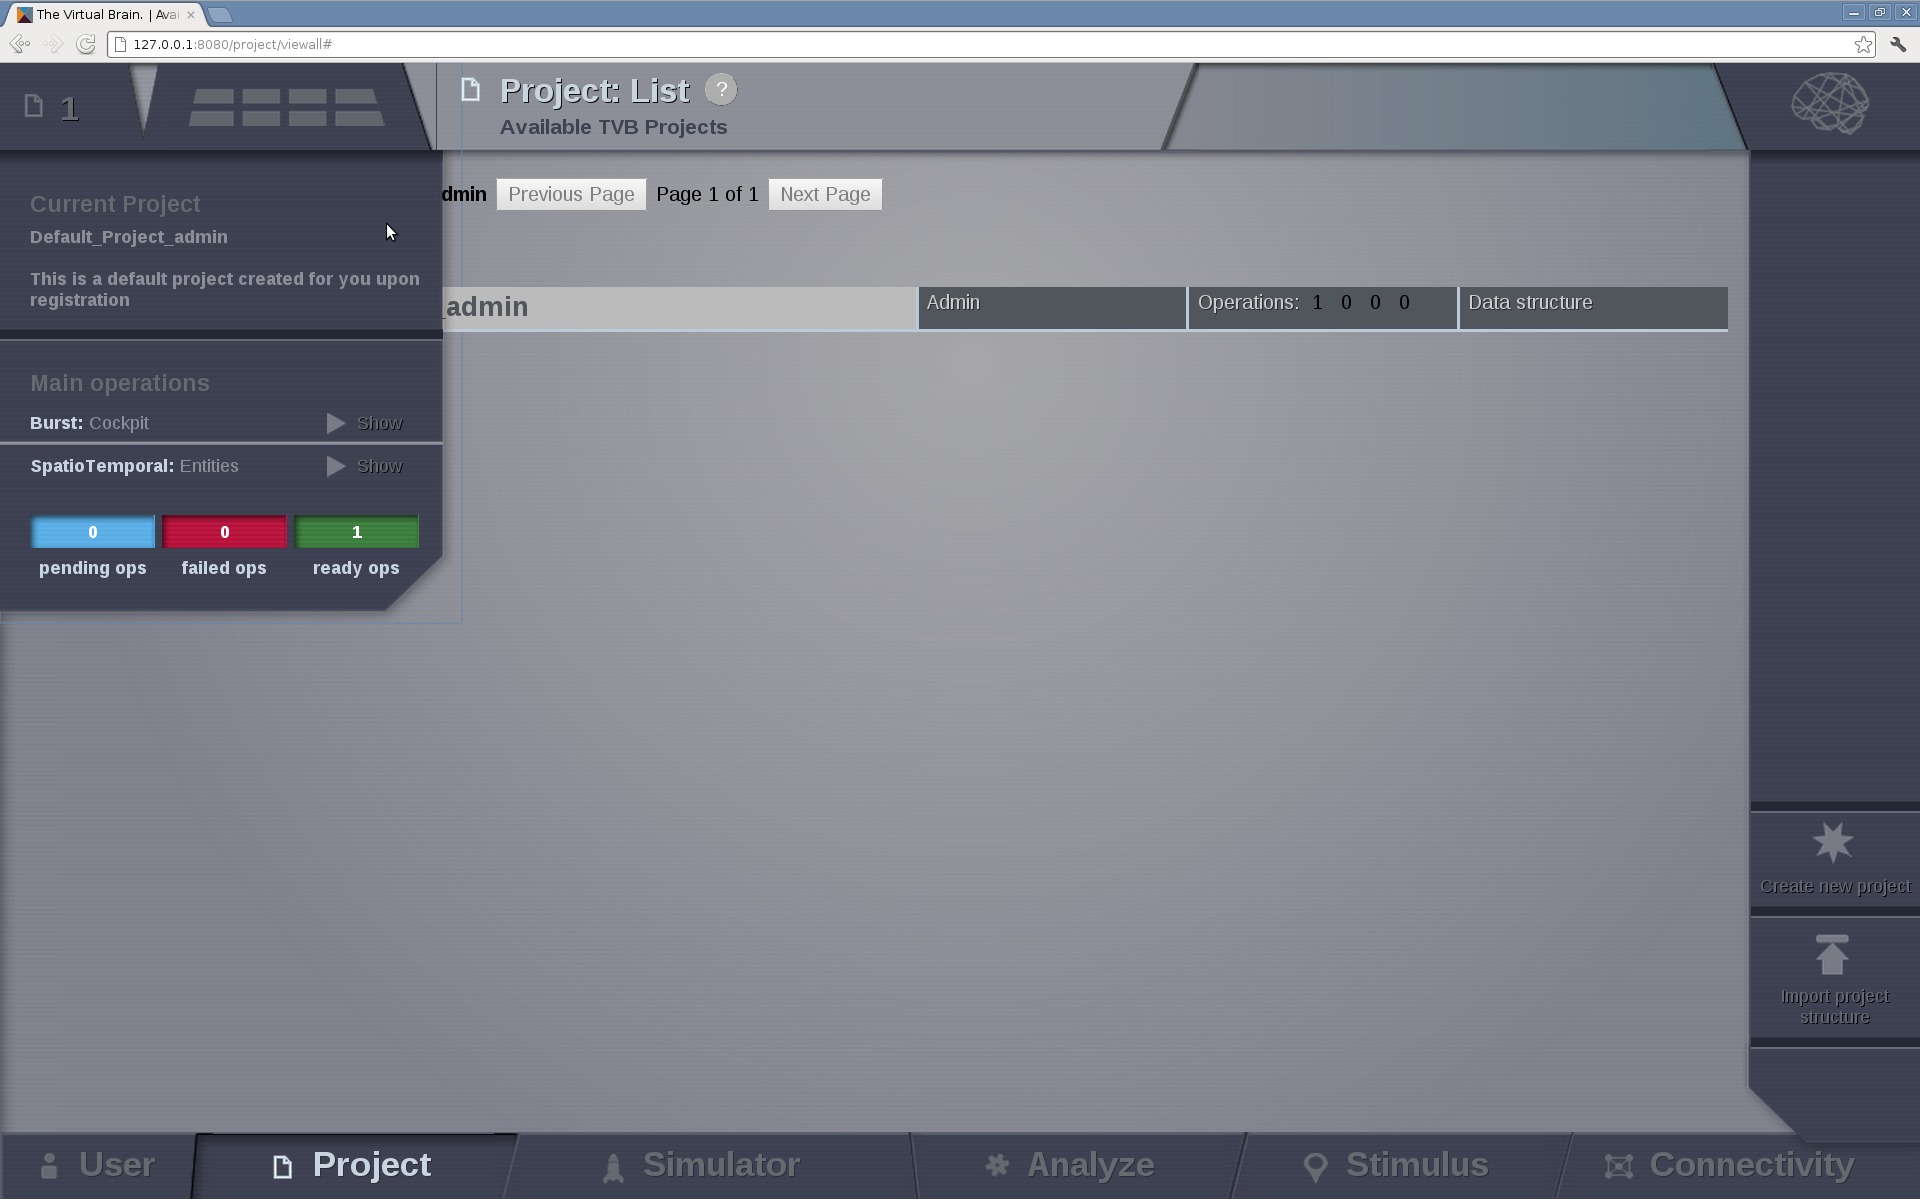 The Virtual Brain. | Avai
127.0.0.1:8080/project/viewall#
1
Project: List ?
Available TVB Projects
Current Project
Default_Project_admin
This is a default project created for you upon
registration
dmin Previous Page Page 1 of 1 Next Page
_admin Admin Operations: 1 0 0 0 Data structure
Main operations
Burst: Cockpit Show
SpatioTemporal: Entities Show
0 0 1
pending ops failed ops ready ops
Create new project
Import project
structure
User Project Simulator Analyze Stimulus Connectivity